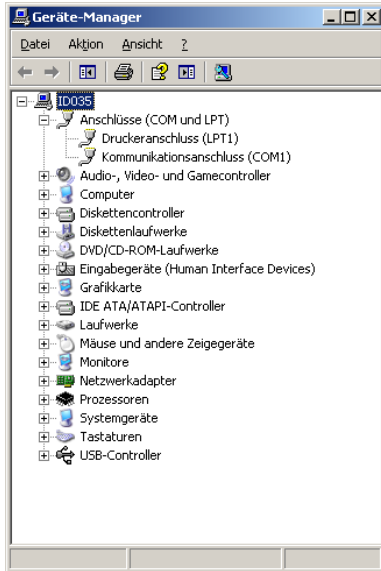 Geräte-Manager
Datei Aktion Ansicht ?
ID035
Anschlüsse (COM und LPT)
Druckeranschluss (LPT1)
Kommunikationsanschluss (COM1)
Audio-, Video- und Gamecontroller
Computer
Diskettencontroller
Diskettenlaufwerke
DVD/CD-ROM-Laufwerke
Eingabegeräte (Human Interface Devices)
Grafikkarte
IDE ATA/ATAPI-Controller
Laufwerke
Mäuse und andere Zeigegeräte
Monitore
Netzwerkadapter
Prozessoren
Systemgeräte
Tastaturen
USB-Controller